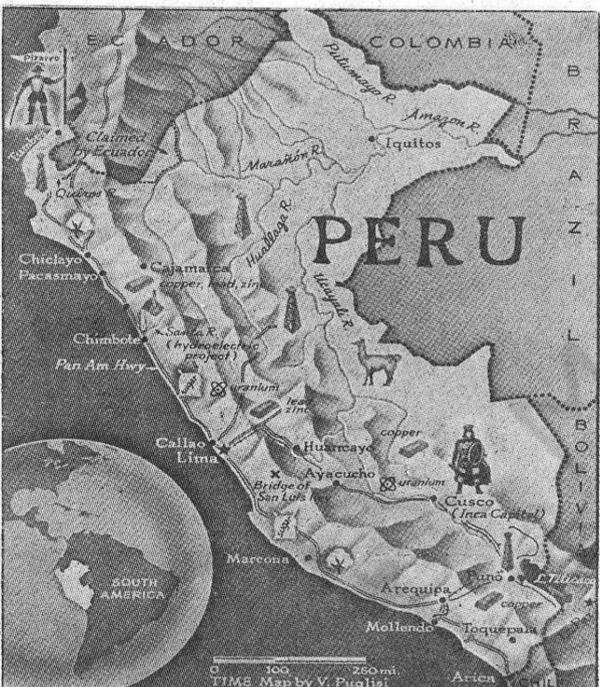 ECUADOR
COLOMBIA
BRAZIL
Pizarro
Putumayo R.
Amazon R.
Iquitos
Claimed
by Ecuador
Tumbes
Marañón R.
Quiroz R.
Huallaga R.
PERU
Chiclayo
Pacasmayo
Cajamarca
copper, lead, zinc
Ucayali R.
Chimbote
Santa R.
(hydroelectric
project)
Pan Am Hwy
uranium
lead
zinc
copper
Callao
Lima
Huancayo
Ayacucho
uranium
Bridge of
San Luis
Cusco
(Inca Capital)
BOLIVIA
Marcona
SOUTH
AMERICA
Puno
L. Titicaca
Arequipa
copper
Mollendo
Toquepala
Arica
0 100 250 mi.
TIME Map by V. Puglisi